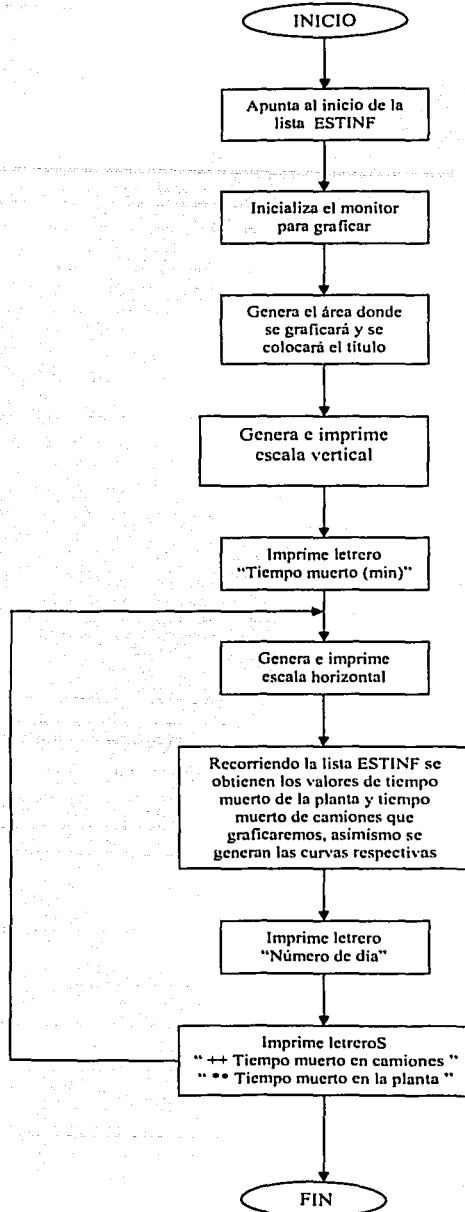 INICIO
Apunta al inicio de la
lista ESTINF
Inicializa el monitor
para graficar
Genera el área donde
se graficará y se
colocará el título
Genera e imprime
escala vertical
Imprime letrero
“Tiempo muerto (min)”
Genera e imprime
escala horizontal
Recorriendo la lista ESTINF se
obtienen los valores de tiempo
muerto de la planta y tiempo
muerto de camiones que
graficaremos, asimismo se
generan las curvas respectivas
Imprime letrero
“Número de día”
Imprime letreroS
“ ++ Tiempo muerto en camiones ”
“ ** Tiempo muerto en la planta ”
FIN